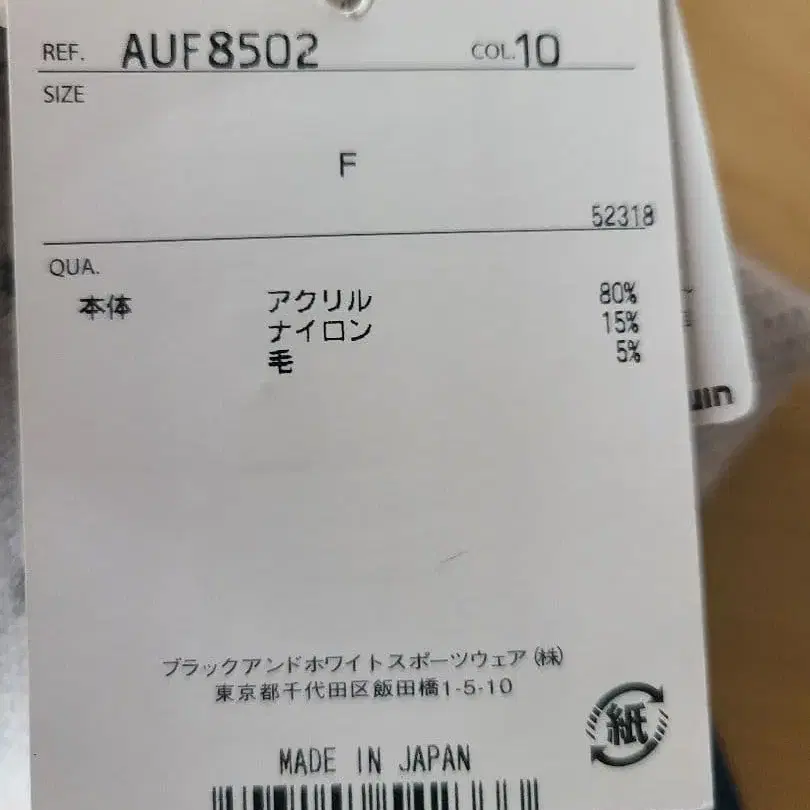 REF. AUF8502 COL.10
SIZE
F
52318
QUA.
本体 アクリル 80%
ナイロン 15%
毛 5%
ブラックアンドホワイトスポーツウェア(株)
東京都千代田区飯田橋1-5-10
紙
MADE IN JAPAN